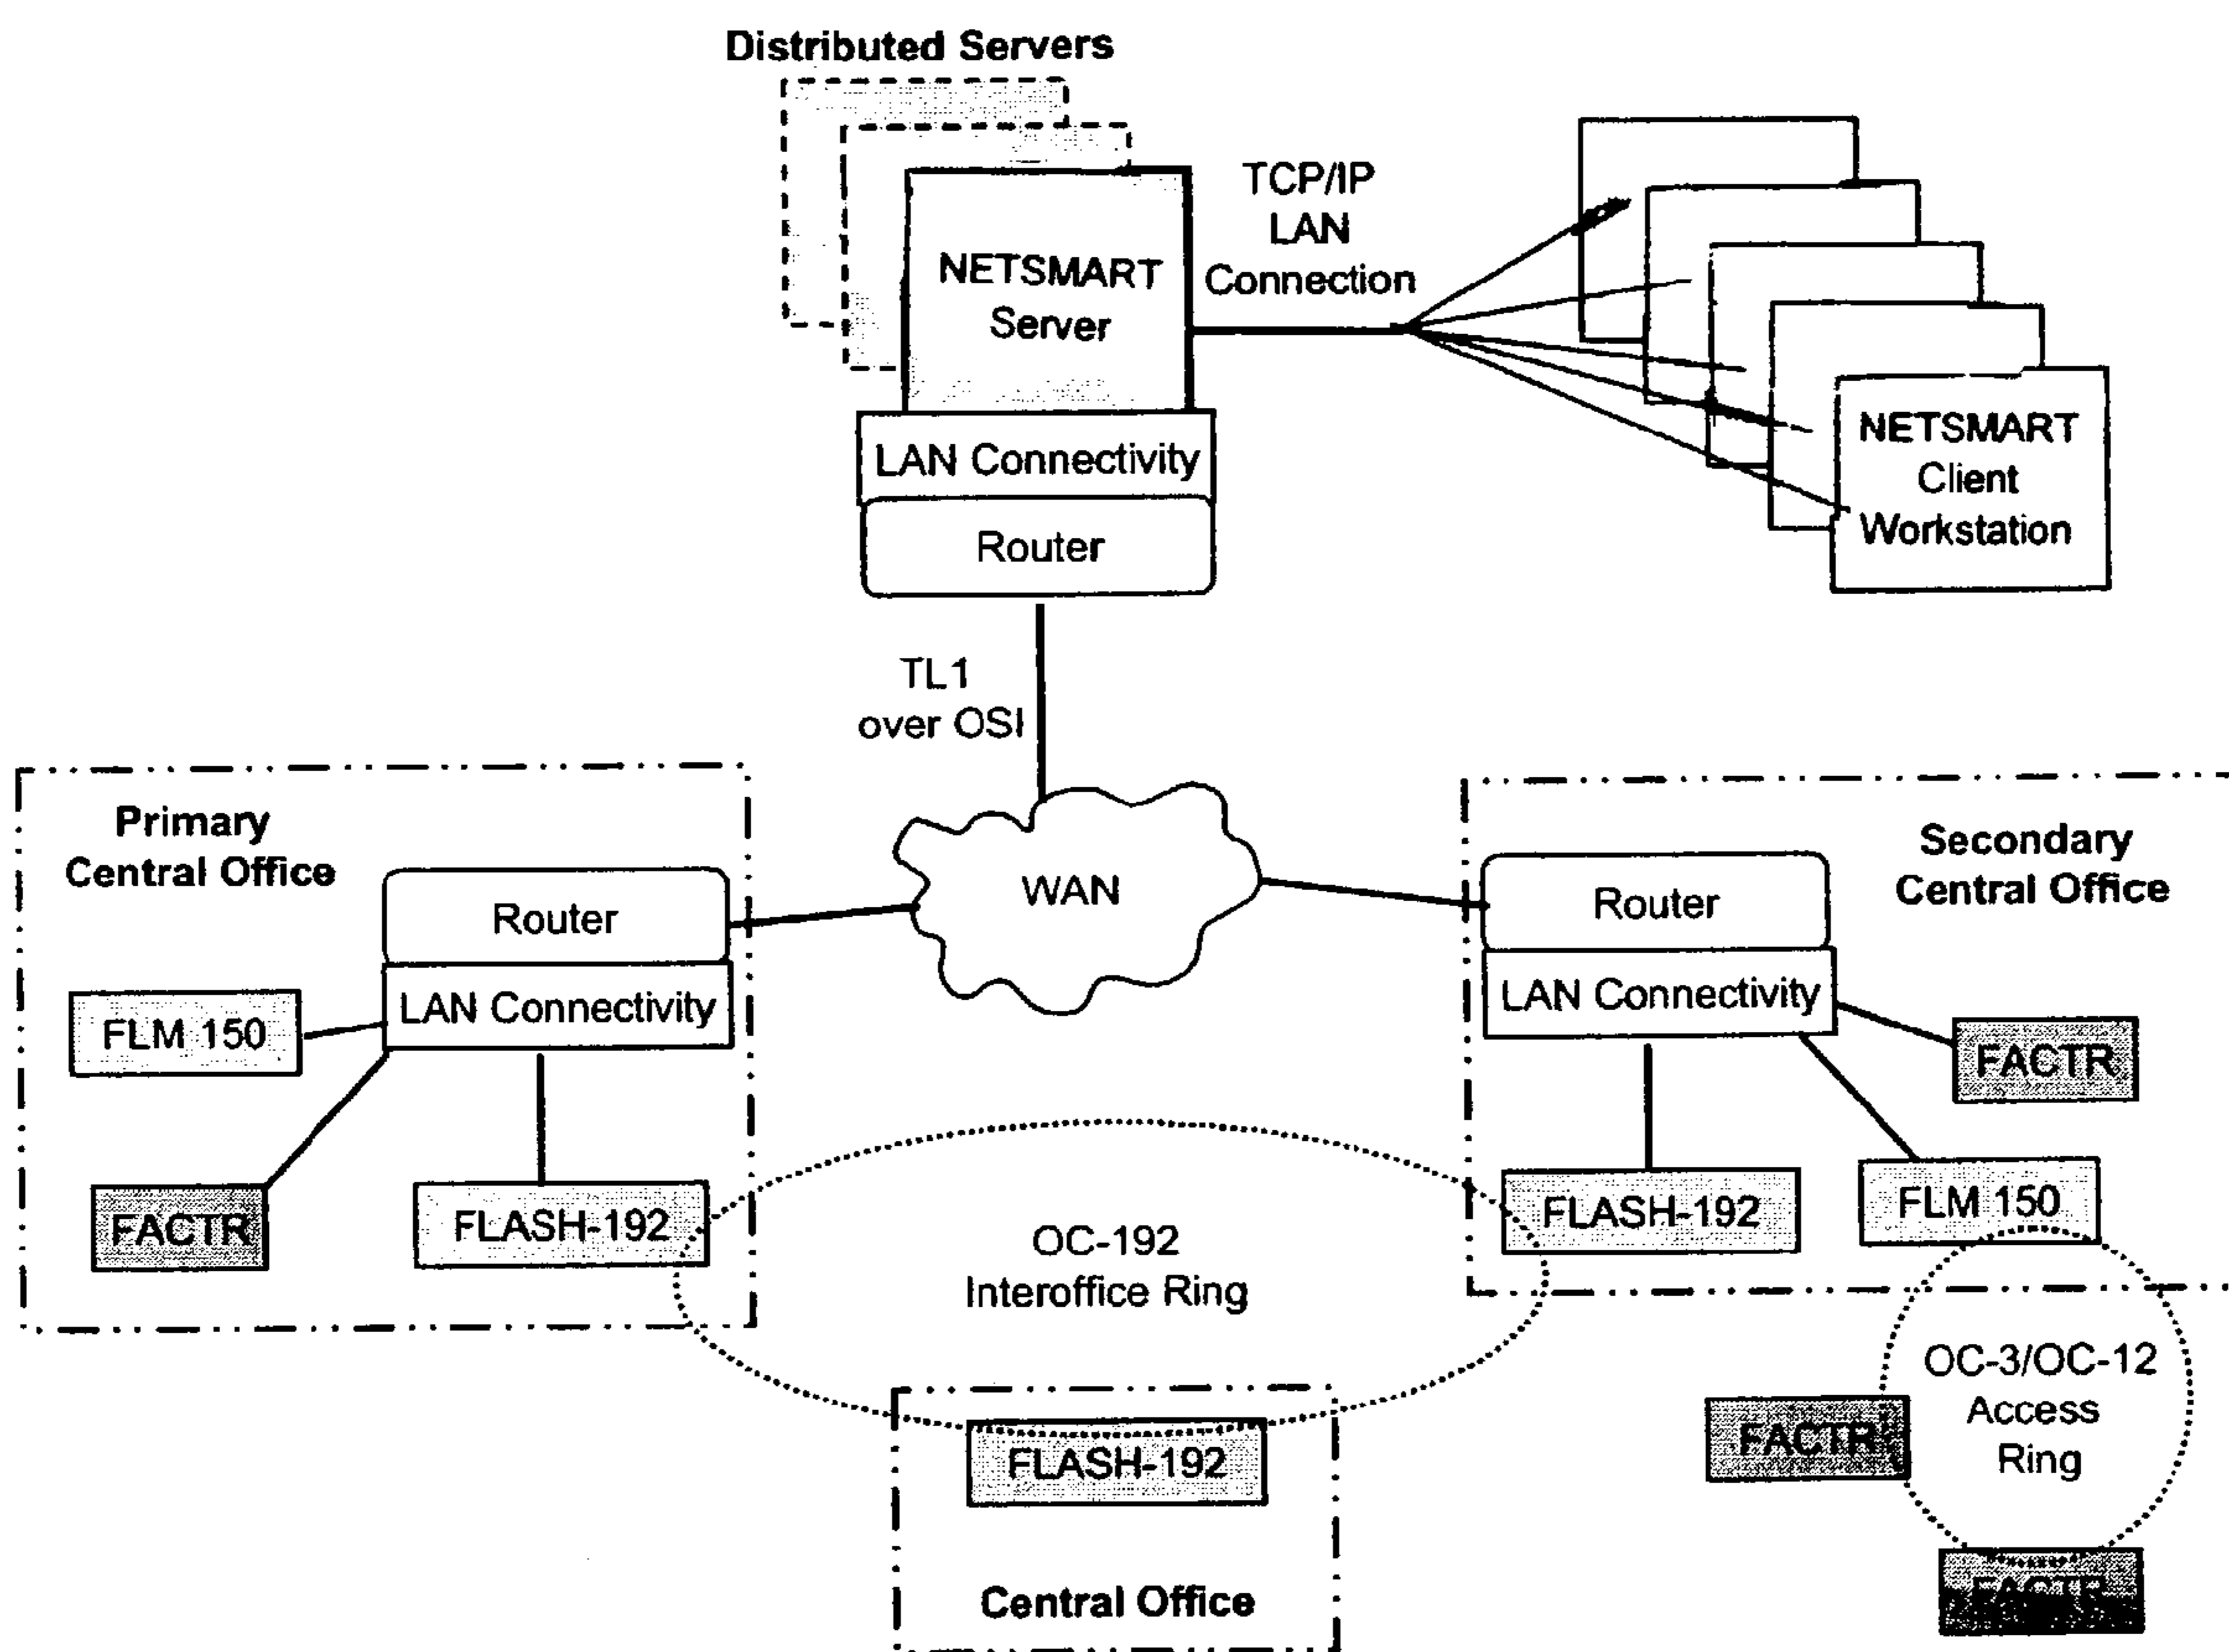 Distributed Servers
NETSMART
Server
TCP/IP
LAN
Connection
NETSMART
Client
Workstation
LAN Connectivity
Router
TL1
over OSI
Primary
Central Office
Router
LAN Connectivity
FLM 150
FACTR
FLASH-192
WAN
Secondary
Central Office
Router
LAN Connectivity
FACTR
FLASH-192
FLM 150
OC-192
Interoffice Ring
OC-3/OC-12
Access
Ring
FACTR
FACTR
FLASH-192
Central Office